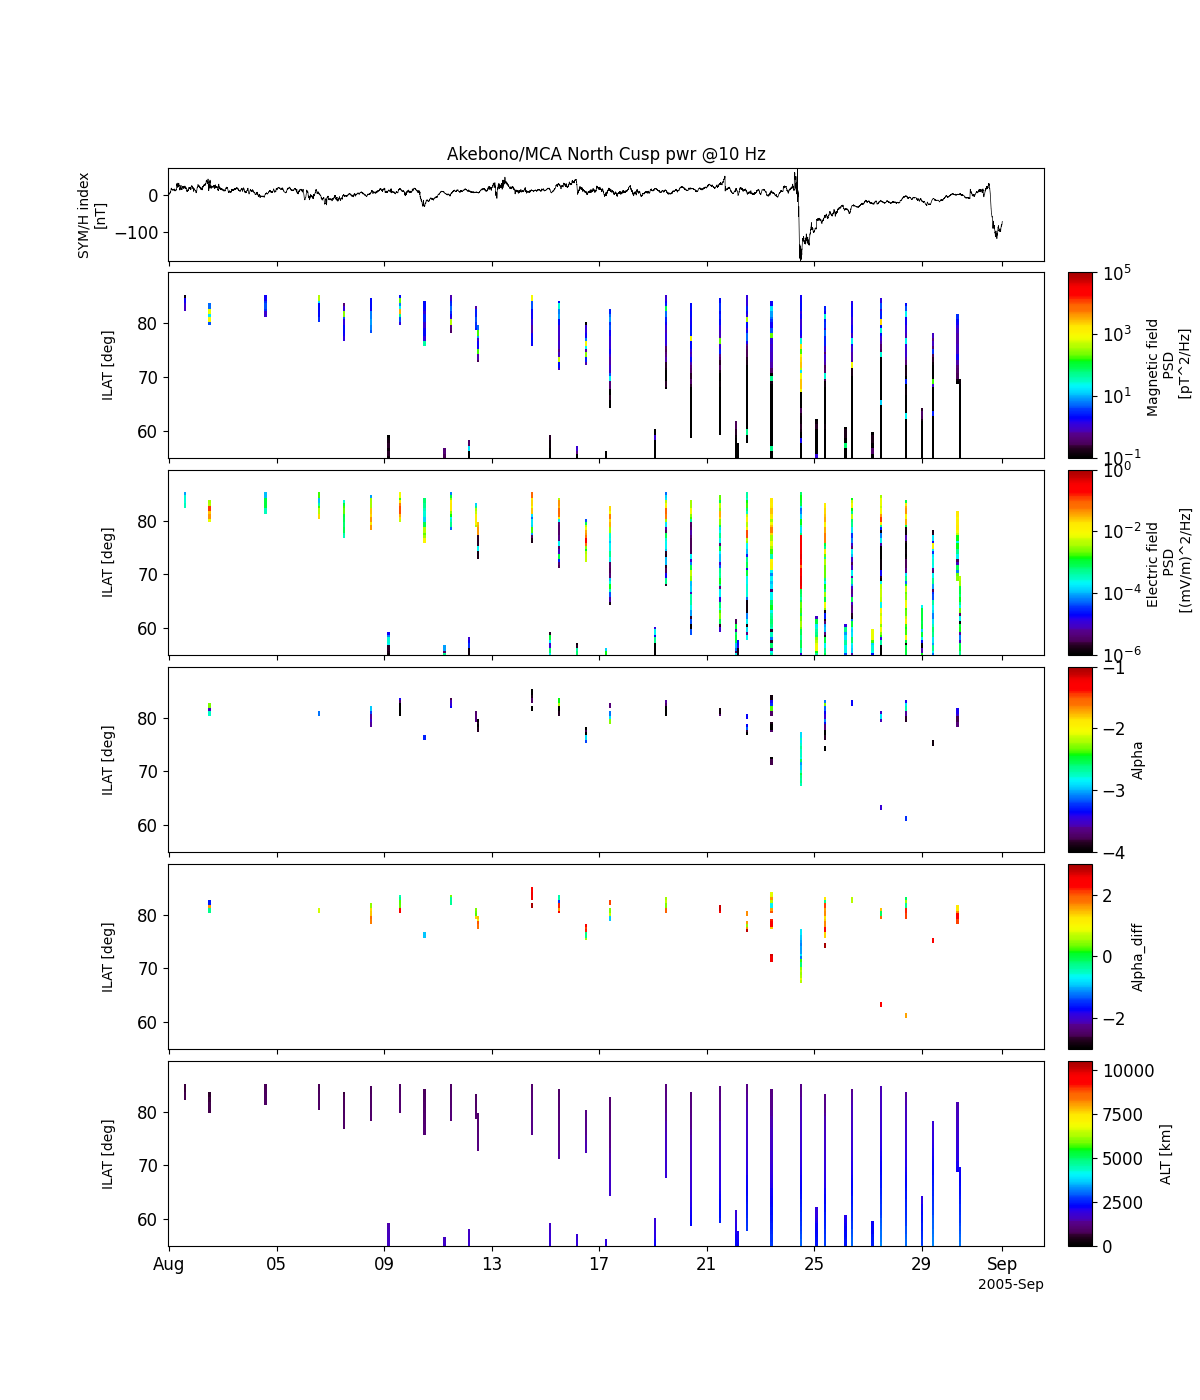 Akebono/MCA North Cusp pwr @10 Hz
SYM/H index
[nT]
0
−100
ILAT [deg]
80
70
60
10^5
10^3
10^1
10^-1
Magnetic field
PSD
[pT^2/Hz]
ILAT [deg]
80
70
60
10^0
10^-2
10^-4
10^-6
Electric field
PSD
[(mV/m)^2/Hz]
ILAT [deg]
80
70
60
−1
−2
−3
−4
Alpha
ILAT [deg]
80
70
60
2
0
−2
Alpha_diff
ILAT [deg]
80
70
60
10000
7500
5000
2500
0
ALT [km]
Aug 05 09 13 17 21 25 29 Sep
2005-Sep